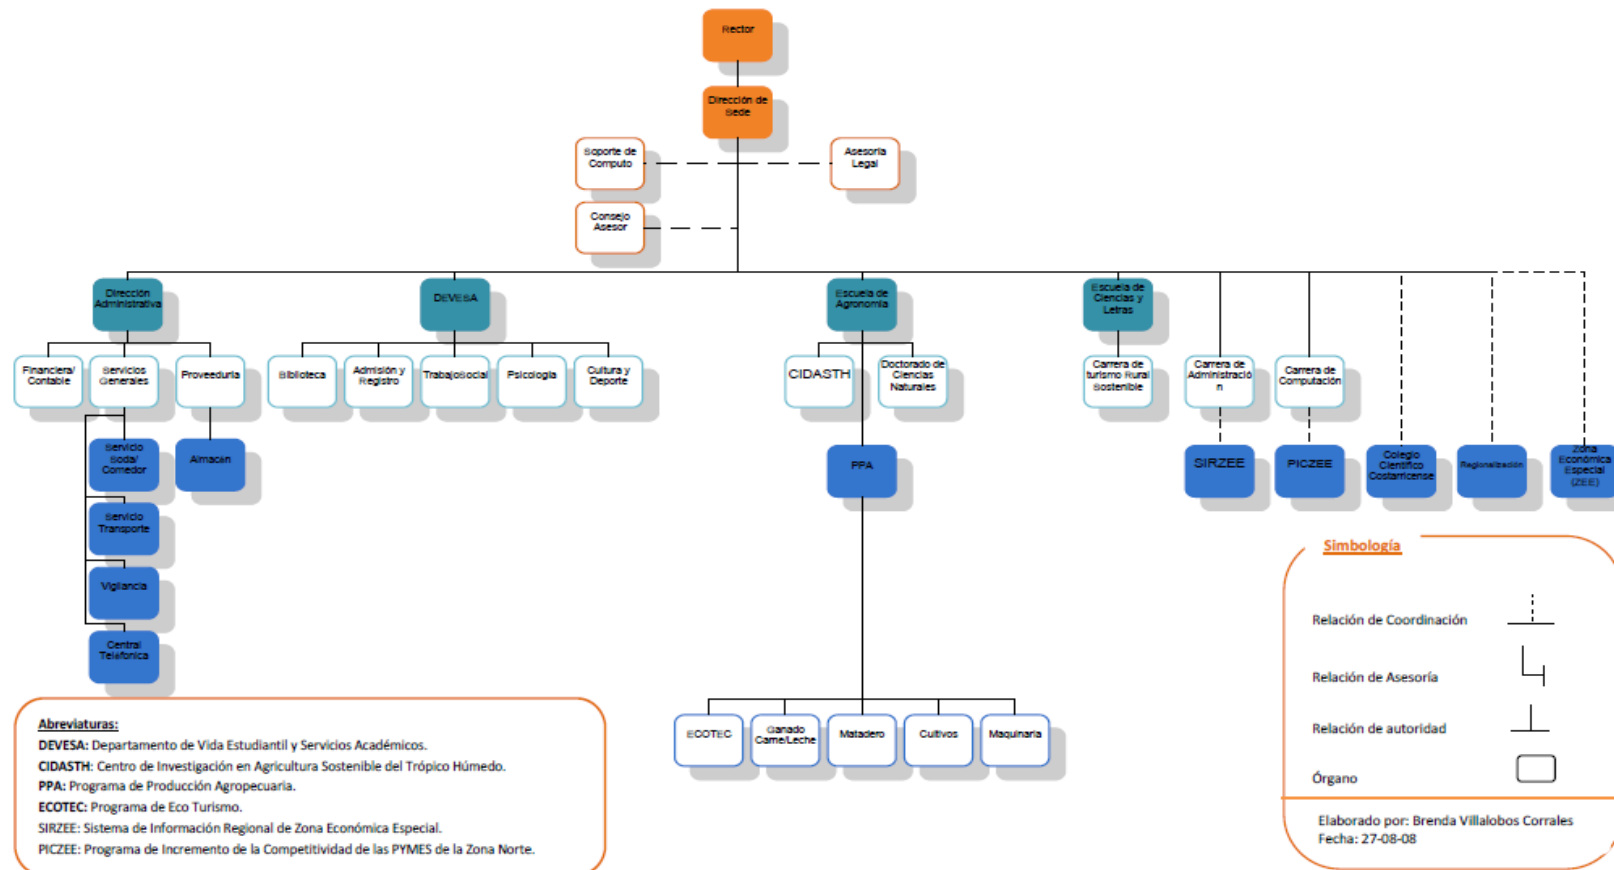 Rector
Dirección de
Sede
Soporte de
Computo
Asesoría
Legal
Consejo
Asesor
Dirección
Administrativa
DEVESA
Escuela de
Agronomía
Escuela de
Ciencias y
Letras
Financiera/
Contable
Servicios
Generales
Proveeduría
Biblioteca
Admisión y
Registro
TrabajoSocial
Psicología
Cultura y
Deporte
CIDASTH
Doctorado de
Ciencias
Naturales
Carrera de
turismo Rural
Sostenible
Carrera de
Administració
n
Carrera de
Computación
Servicio
Soda/
Comedor
Almacén
PPA
SIRZEE
PICZEE
Colegio
Científico
Costarricense
Regionalización
Zona
Económica
Especial
(ZEE)
Servicio
Transporte
Vigilancia
Central
Telefónica
ECOTEC
Ganado
Carne/Leche
Matadero
Cultivos
Maquinaria
Simbología
Relación de Coordinación
Relación de Asesoría
Relación de autoridad
Órgano
Elaborado por: Brenda Villalobos Corrales
Fecha: 27-08-08
Abreviaturas:
DEVESA: Departamento de Vida Estudiantil y Servicios Académicos.
CIDASTH: Centro de Investigación en Agricultura Sostenible del Trópico Húmedo.
PPA: Programa de Producción Agropecuaria.
ECOTEC: Programa de Eco Turismo.
SIRZEE: Sistema de Información Regional de Zona Económica Especial.
PICZEE: Programa de Incremento de la Competitividad de las PYMES de la Zona Norte.